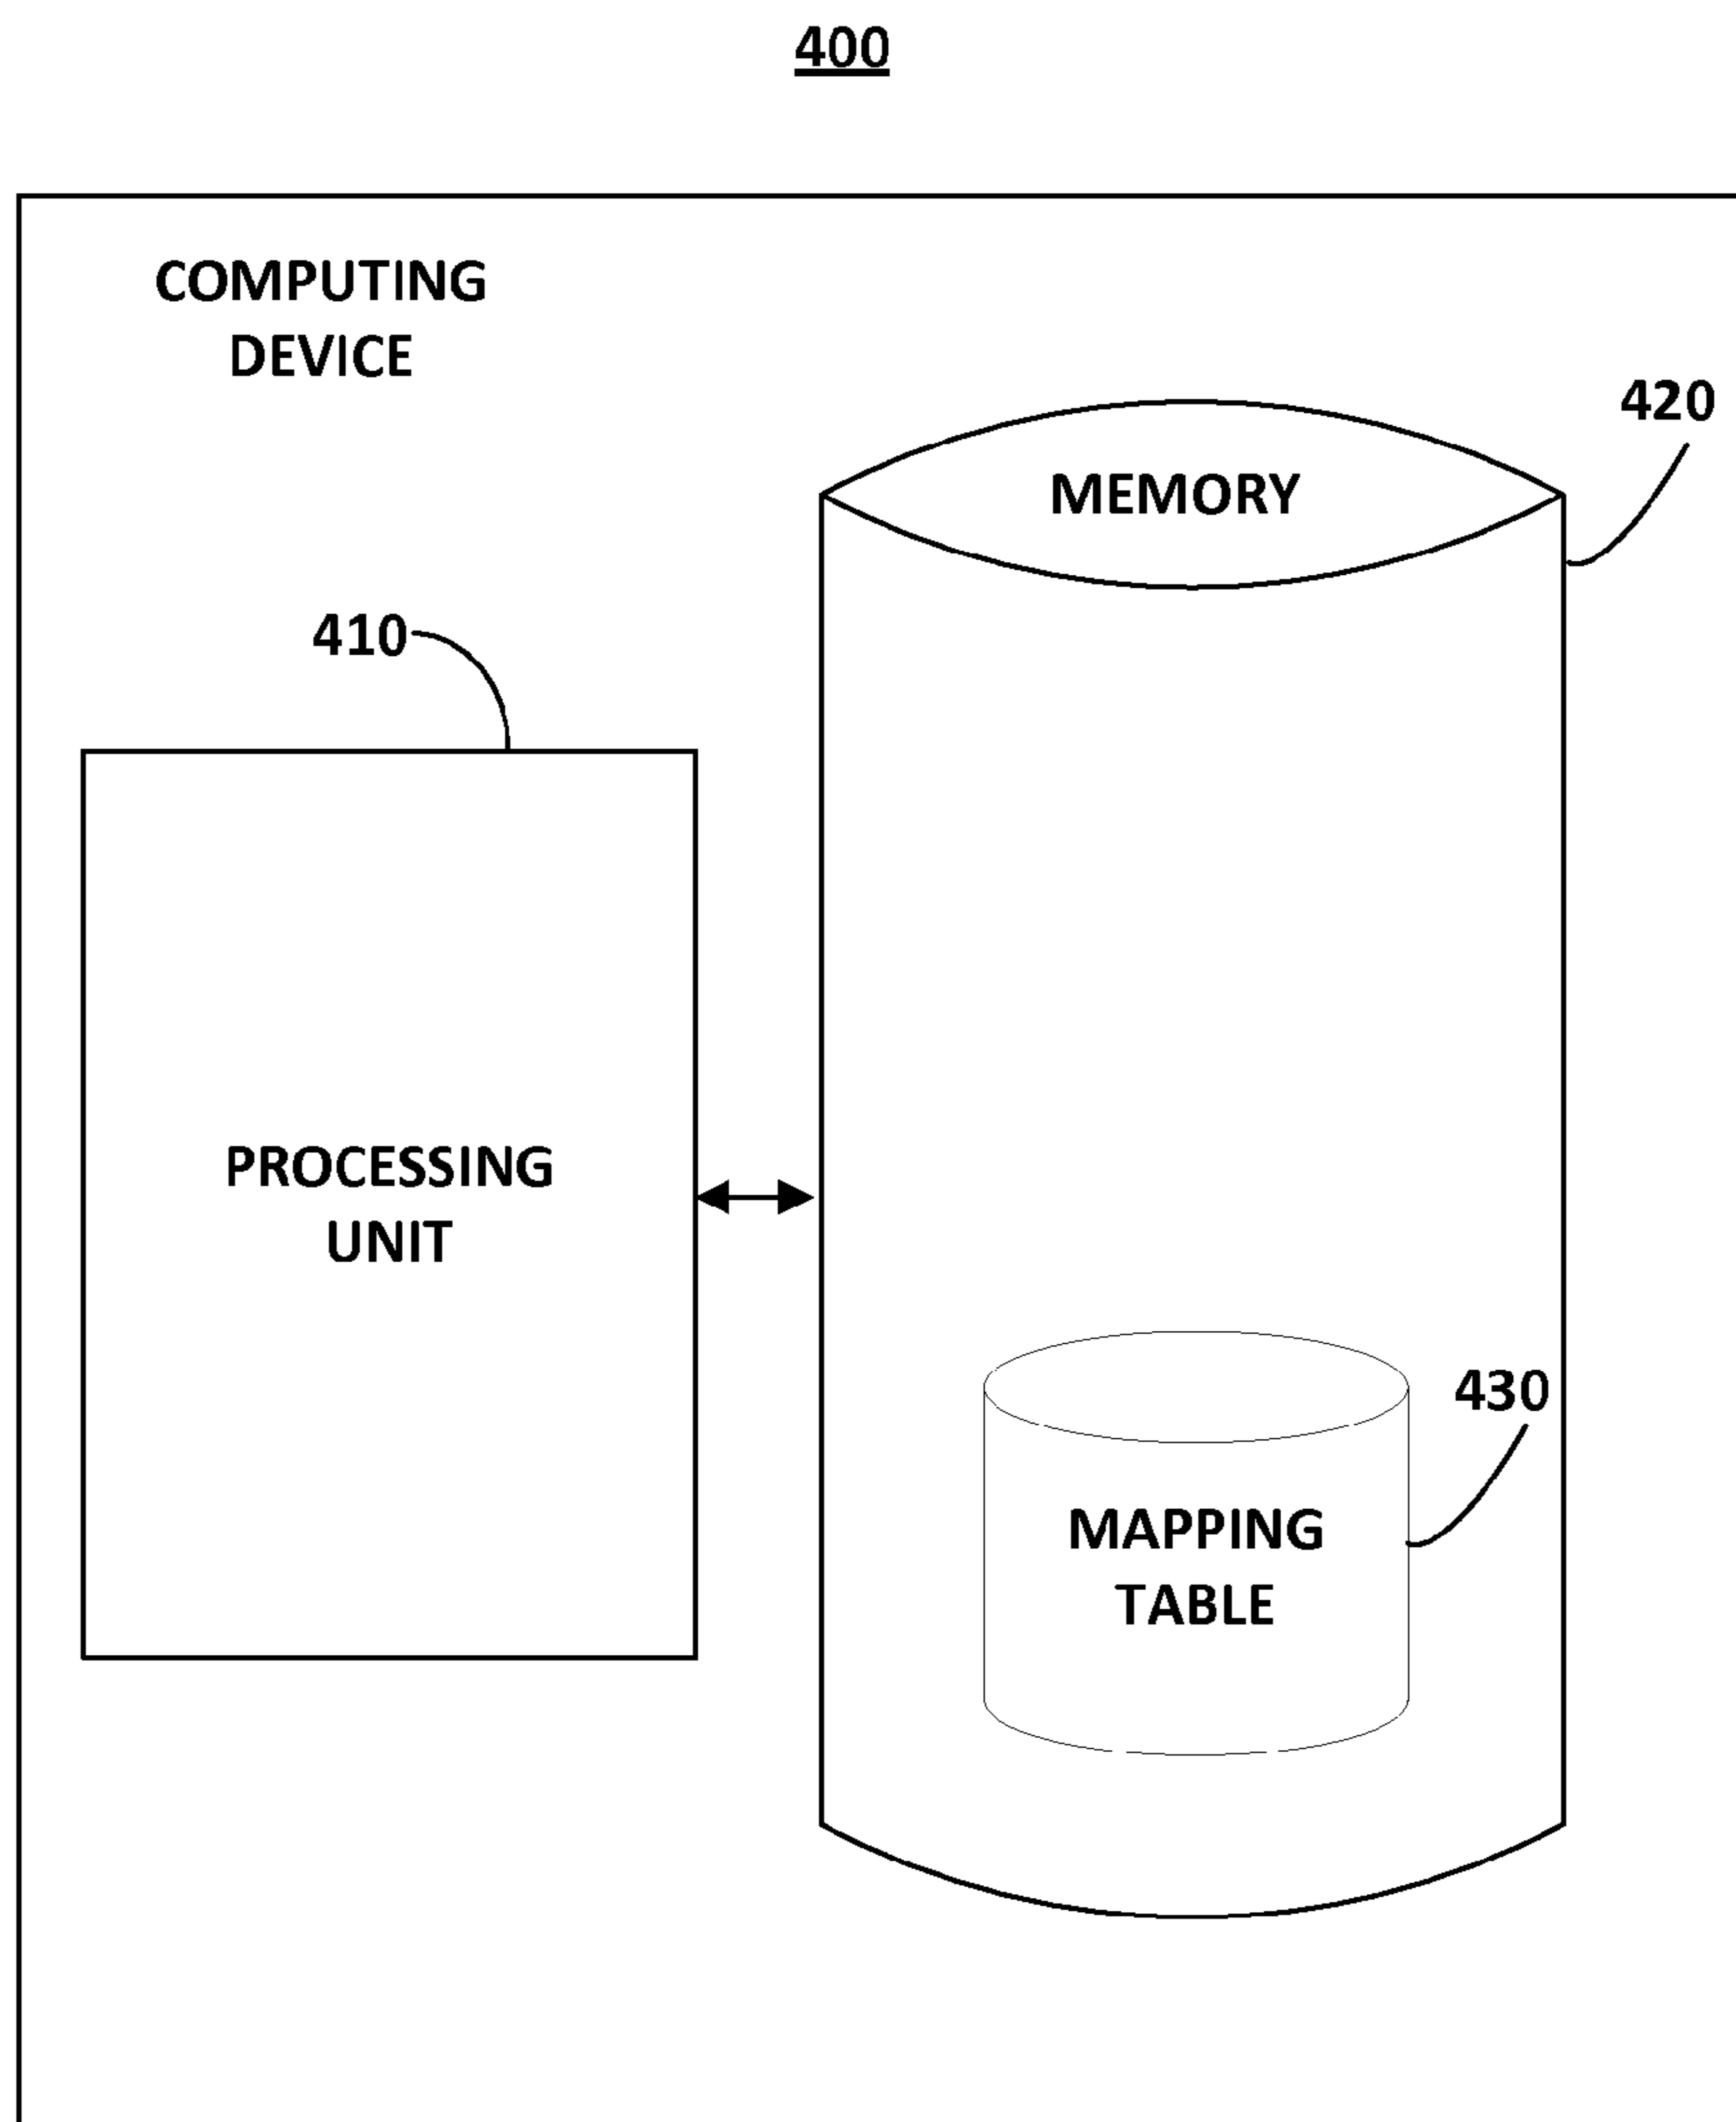 400
COMPUTING
DEVICE
420
MEMORY
410
PROCESSING
UNIT
430
MAPPING
TABLE